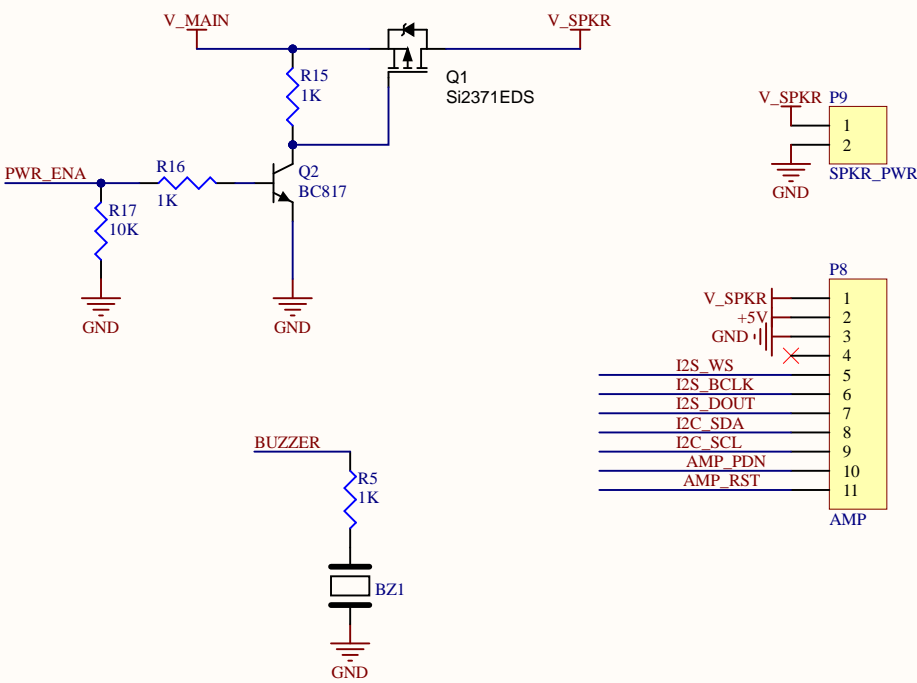 V_MAIN
V_SPKR
R15
1K
Q1
Si2371EDS
PWR_ENA
R16
1K
Q2
BC817
R17
10K
GND
GND
V_SPKR
P9
1
2
GND
SPKR_PWR
P8
V_SPKR
1
+5V
2
GND
3
4
I2S_WS
5
I2S_BCLK
6
I2S_DOUT
7
I2C_SDA
8
I2C_SCL
9
AMP_PDN
10
AMP_RST
11
AMP
BUZZER
R5
1K
BZ1
GND